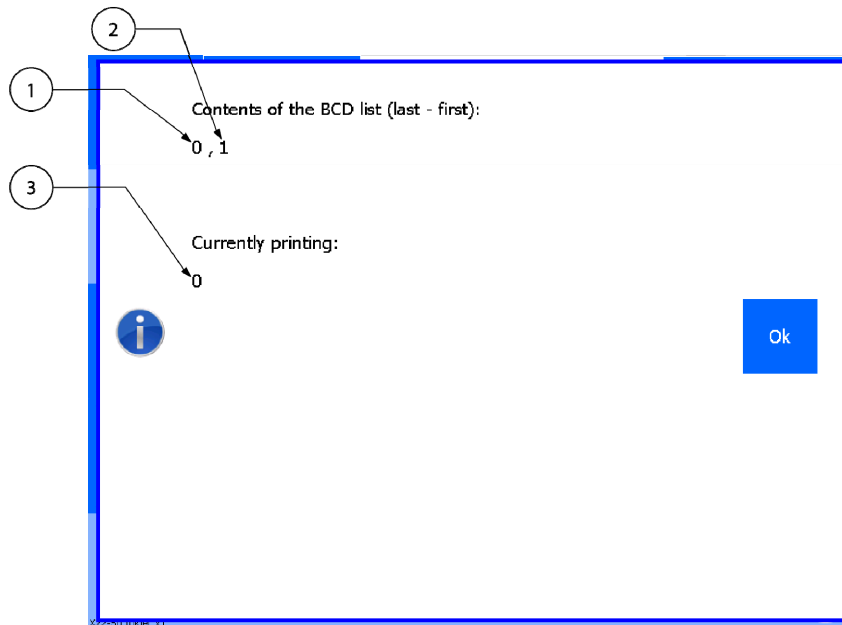 2
1
Contents of the BCD list (last - first):
0 , 1
3
Currently printing:
0
Ok